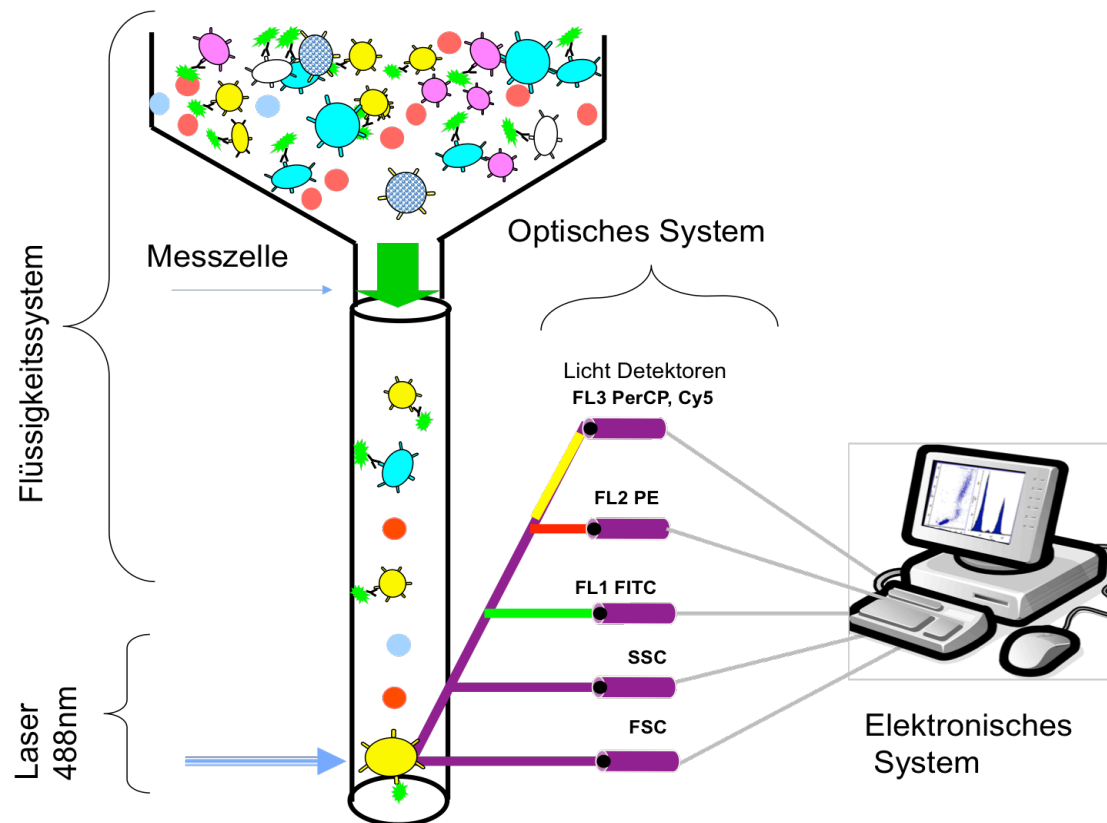 Flüssigkeitssystem
Messzelle
Optisches System
Licht Detektoren
FL3 PerCP, Cy5
FL2 PE
FL1 FITC
SSC
FSC
Laser
488nm
Elektronisches
System